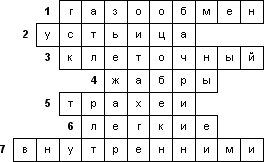 1 газообмен
2 устьица
3 клеточный
4 жабры
5 трахеи
6 легкие
7 внутренними